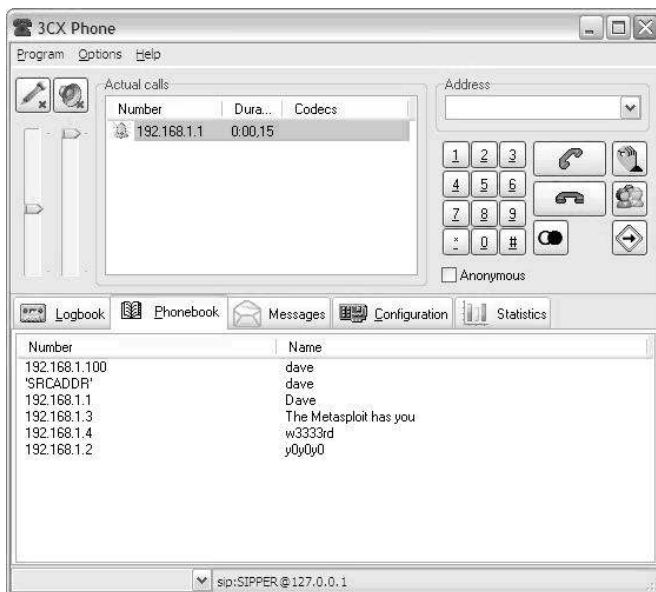 3CX Phone
Program Options Help
Actual calls
Number Dura... Codecs
192.168.1.1 0:00,15
Address
1 2 3
4 5 6
7 8 9
* 0 #
Anonymous
Logbook Phonebook Messages Configuration Statistics
Number Name
192.168.1.100 dave
'SRCADDR' dave
192.168.1.1 Dave
192.168.1.3 The Metasploit has you
192.168.1.4 w3333rd
192.168.1.2 y0y0y0
sip:SIPPER@127.0.0.1